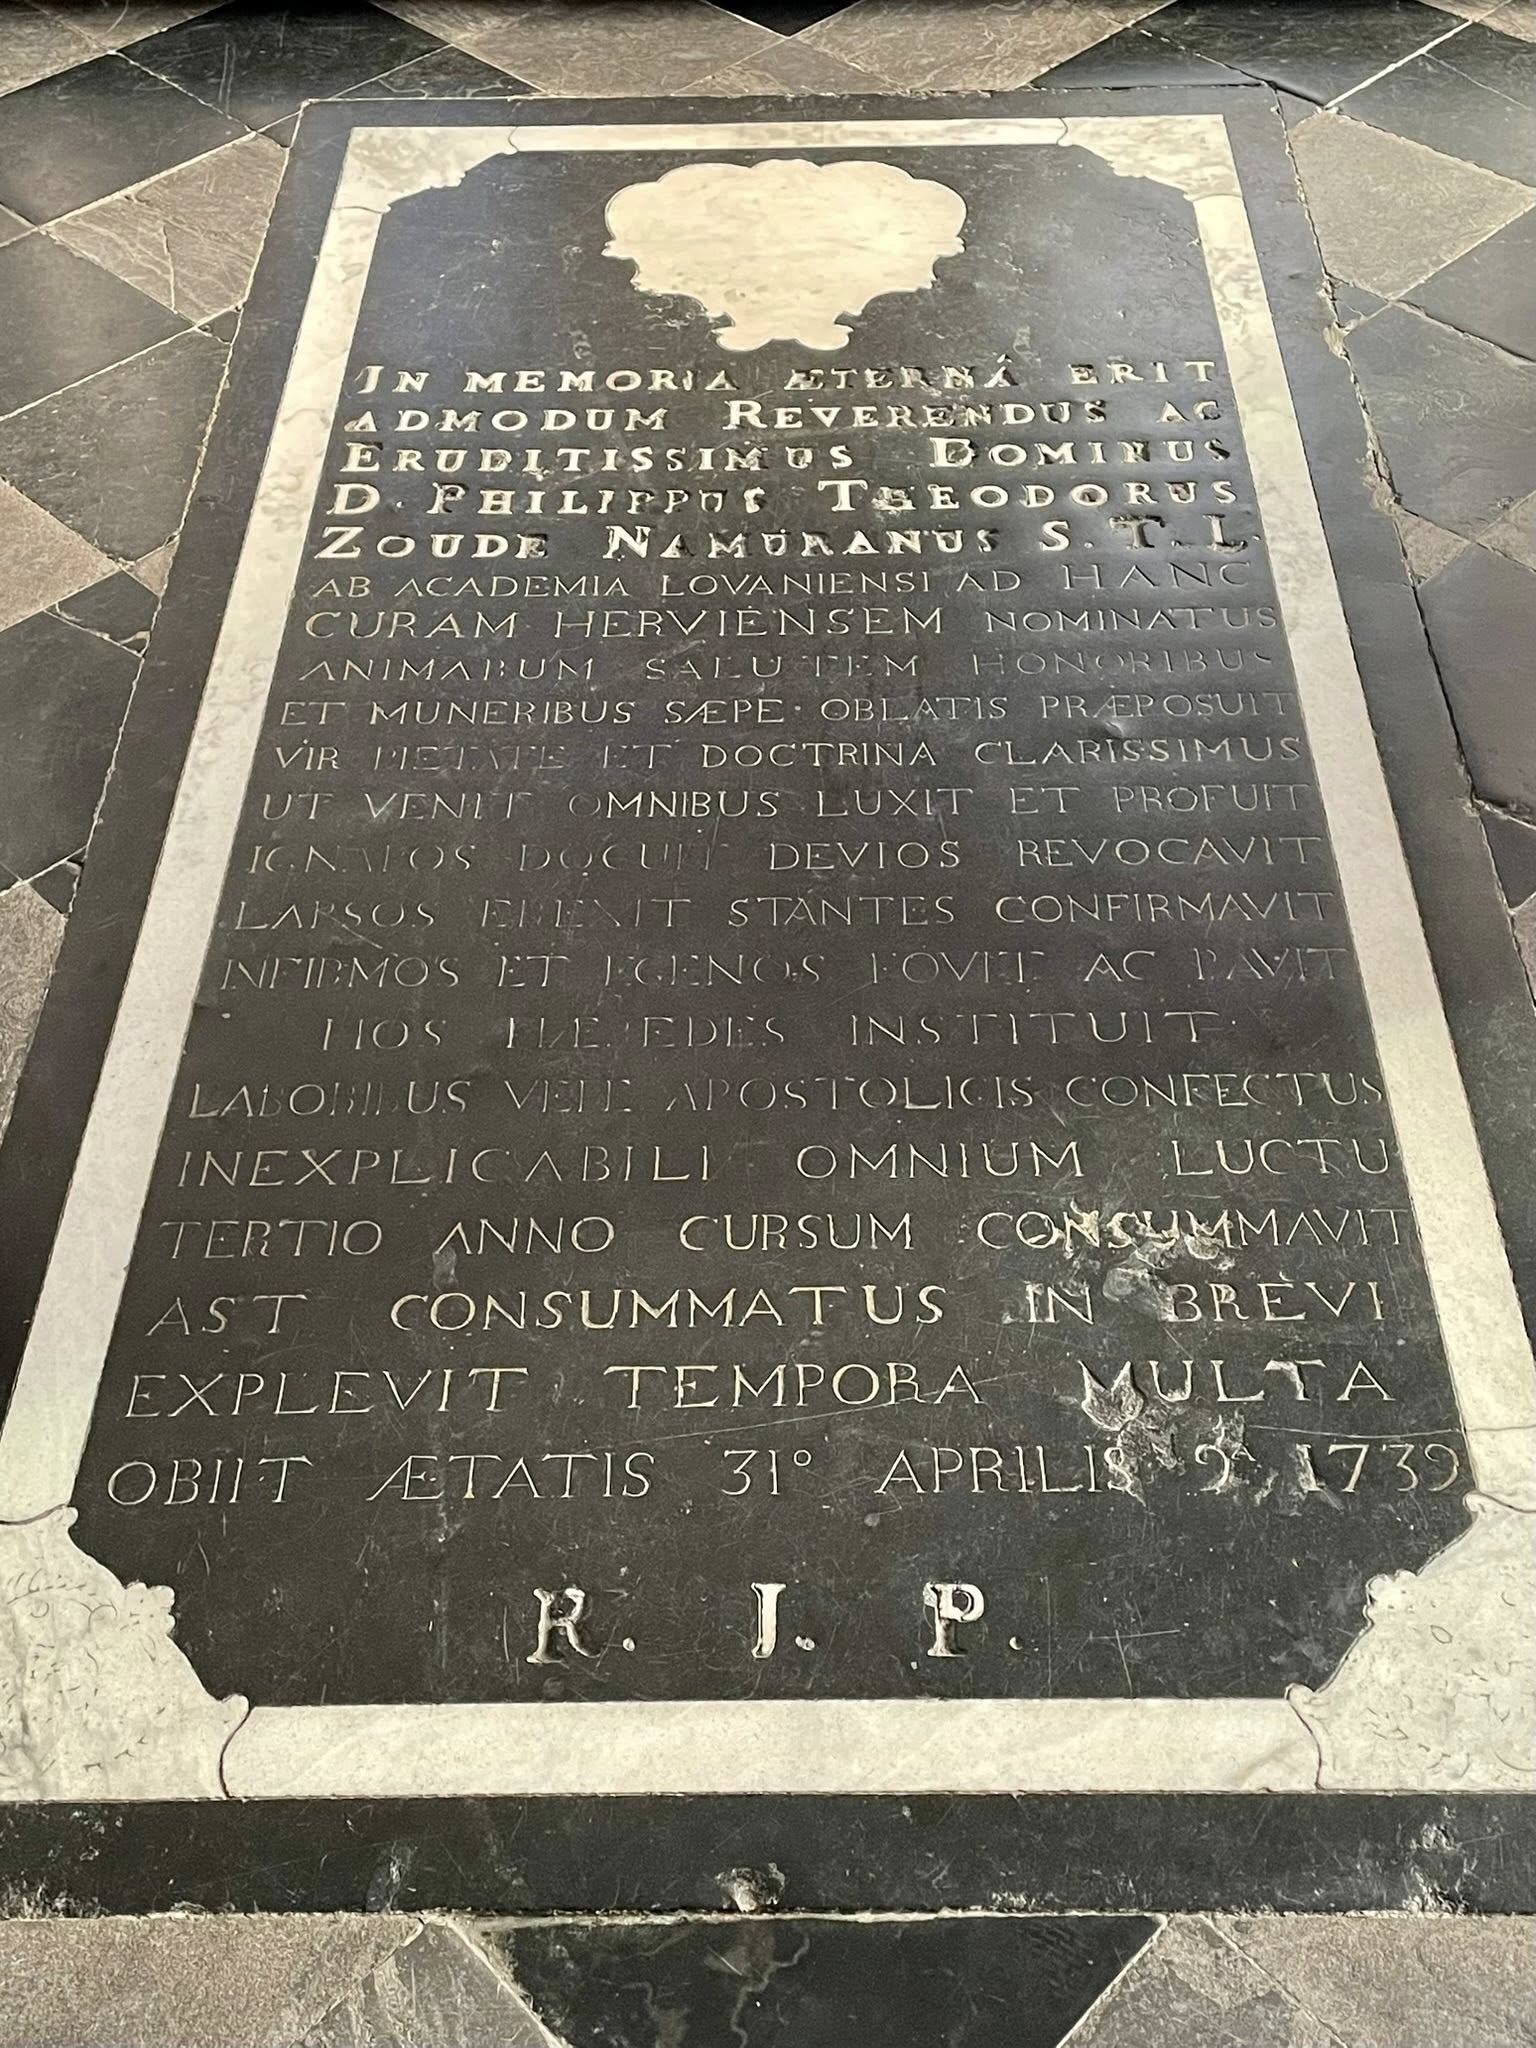 IN MEMORIA ÆTERNÁ ERIT
ADMODUM REVERENDUS AC
ERUDITISSIMUS DOMINUS
D. PHILIPPUS THEODORUS
ZOUDE NAMURANUS S.T.L.
AB ACADEMIA LOVANIENSI AD HANC
CURAM HERVIENSEM NOMINATUS
ANIMARUM SALUTEM HONORIBUS
ET MUNERIBUS SÆPE OBLATIS PRÆPOSUIT
VIR PIETATE ET DOCTRINA CLARISSIMUS
UT VENIT OMNIBUS LUXIT ET PROFUIT
IGNAROS DOCUIT DEVIOS REVOCAVIT
LAPSOS EREXIT STANTES CONFIRMAVIT
INFIRMOS ET EGENOS FOVIT AC PAVIT
HOS HÆREDES INSTITUIT
LABORIBUS VERE APOSTOLICIS CONFECTUS
INEXPLICABILI OMNIUM LUCTU
TERTIO ANNO CURSUM CONSUMMAVIT
AST CONSUMMATUS IN BREVI
EXPLEVIT TEMPORA MULTA
OBIIT ÆTATIS 31° APRILIS 9ᴬ 1739
R. I. P.